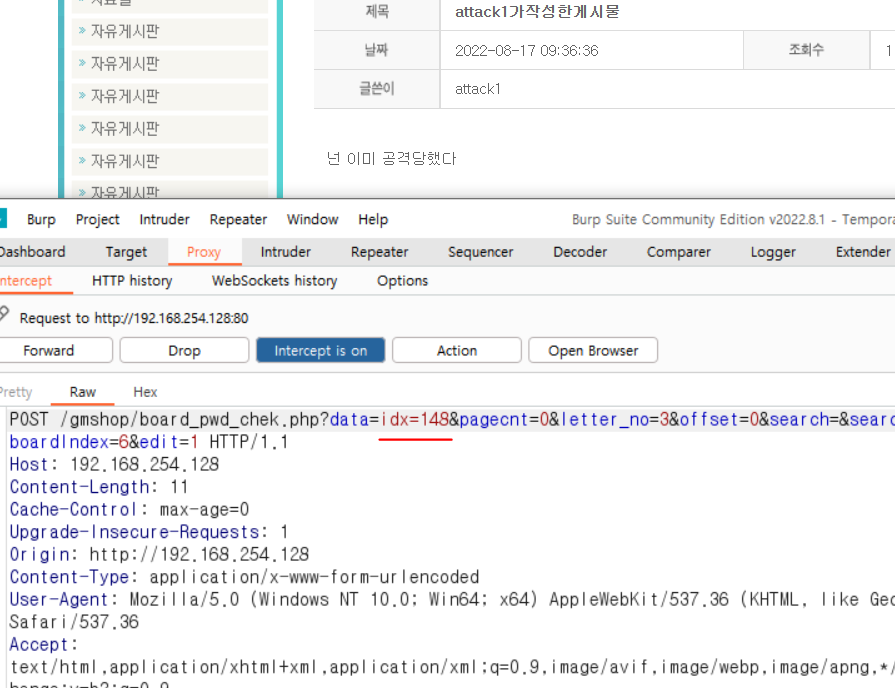 제목 attack1가작성한게시물
» 자유게시판
날짜 2022-08-17 09:36:36 조회수 1
» 자유게시판
글쓴이 attack1
» 자유게시판
» 자유게시판
» 자유게시판
넌 이미 공격당했다
» 자유게시판
Burp Project Intruder Repeater Window Help Burp Suite Community Edition v2022.8.1 - Tempora
Dashboard Target Proxy Intruder Repeater Sequencer Decoder Comparer Logger Extender
ntercept HTTP history WebSockets history Options
Request to http://192.168.254.128:80
Forward Drop Intercept is on Action Open Browser
Pretty Raw Hex
POST /gmshop/board_pwd_chek.php?data=idx=148&pagecnt=0&letter_no=3&offset=0&search=&searc
boardIndex=6&edit=1 HTTP/1.1
Host: 192.168.254.128
Content-Length: 11
Cache-Control: max-age=0
Upgrade-Insecure-Requests: 1
Origin: http://192.168.254.128
Content-Type: application/x-www-form-urlencoded
User-Agent: Mozilla/5.0 (Windows NT 10.0; Win64; x64) AppleWebKit/537.36 (KHTML, like Gec
Safari/537.36
Accept:
text/html,application/xhtml+xml,application/xml;q=0.9,image/avif,image/webp,image/apng,*/